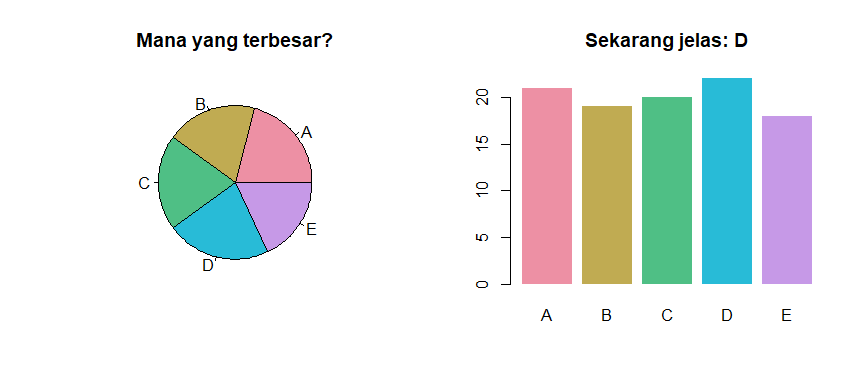 Mana yang terbesar?
B
A
C
E
D
Sekarang jelas: D
20
15
10
5
0
A B C D E